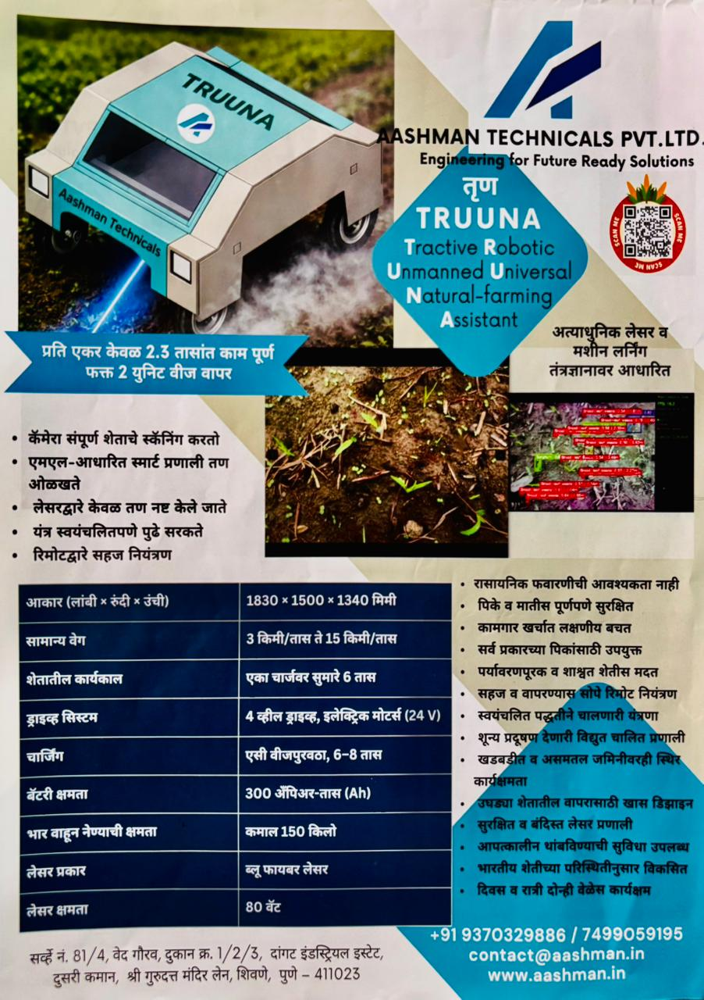 TRUUNA
Aashman Technicals
AASHMAN TECHNICALS PVT.LTD.
Engineering for Future Ready Solutions
तृण
TRUUNA
Tractive Robotic
Unmanned Universal
Natural-farming
Assistant
SCAN ME
SCAN ME
SCAN ME
प्रति एकर केवळ 2.3 तासांत काम पूर्ण
फक्त 2 युनिट वीज वापर
अत्याधुनिक लेसर व
मशीन लर्निंग
तंत्रज्ञानावर आधारित
• कॅमेरा संपूर्ण शेताचे स्कॅनिंग करतो
• एमएल-आधारित स्मार्ट प्रणाली तण
ओळखते
• लेसरद्वारे केवळ तण नष्ट केले जाते
• यंत्र स्वयंचलितपणे पुढे सरकते
• रिमोटद्वारे सहज नियंत्रण
आकार (लांबी × रुंदी × उंची) 1830 × 1500 × 1340 मिमी
सामान्य वेग 3 किमी/तास ते 15 किमी/तास
शेतातील कार्यकाल एका चार्जवर सुमारे 6 तास
ड्राइव्ह सिस्टम 4 व्हील ड्राइव्ह, इलेक्ट्रिक मोटर्स (24 V)
चार्जिंग एसी वीजपुरवठा, 6–8 तास
बॅटरी क्षमता 300 अँपिअर-तास (Ah)
भार वाहून नेण्याची क्षमता कमाल 150 किलो
लेसर प्रकार ब्लू फायबर लेसर
लेसर क्षमता 80 वॅट
• रासायनिक फवारणीची आवश्यकता नाही
• पिके व मातीस पूर्णपणे सुरक्षित
• कामगार खर्चात लक्षणीय बचत
• सर्व प्रकारच्या पिकांसाठी उपयुक्त
• पर्यावरणपूरक व शाश्वत शेतीस मदत
• सहज व वापरण्यास सोपे रिमोट नियंत्रण
• स्वयंचलित पद्धतीने चालणारी यंत्रणा
• शून्य प्रदूषण देणारी विद्युत चालित प्रणाली
• खडबडीत व असमतल जमिनीवरही स्थिर
कार्यक्षमता
• उघड्या शेतातील वापरासाठी खास डिझाइन
• सुरक्षित व बंदिस्त लेसर प्रणाली
• आपत्कालीन थांबविण्याची सुविधा उपलब्ध
• भारतीय शेतीच्या परिस्थितीनुसार विकसित
• दिवस व रात्री दोन्ही वेळेस कार्यक्षम
+91 9370329886 / 7499059195
contact@aashman.in
www.aashman.in
सर्व्हे नं. 81/4, वेद गौरव, दुकान क्र. 1/2/3, दांगट इंडस्ट्रियल इस्टेट,
दुसरी कमान, श्री गुरुदत्त मंदिर लेन, शिवणे, पुणे – 411023